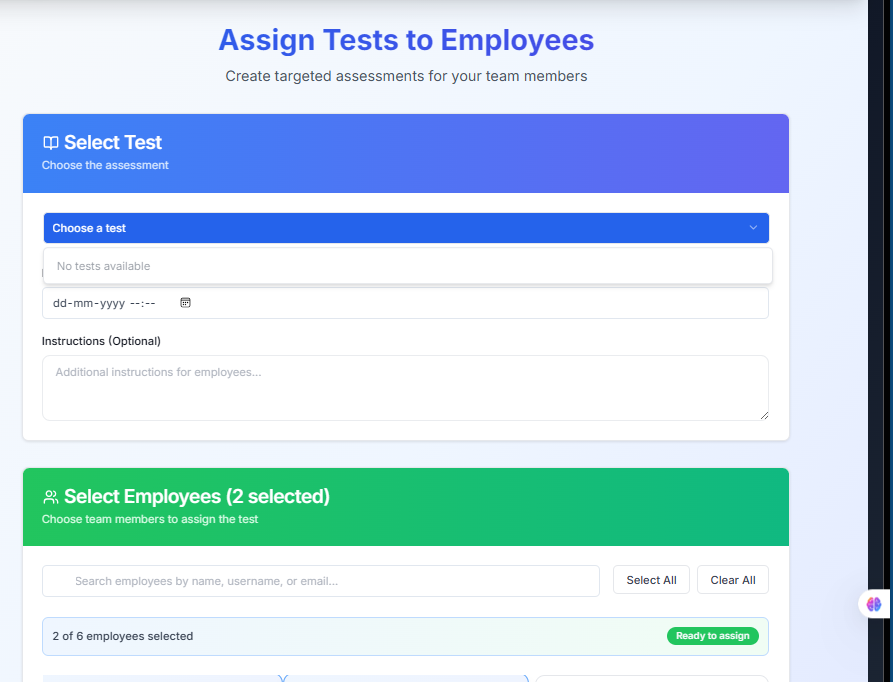 Assign Tests to Employees
Create targeted assessments for your team members
Select Test
Choose the assessment
Choose a test
No tests available
dd-mm-yyyy --:--
Instructions (Optional)
Additional instructions for employees...
Select Employees (2 selected)
Choose team members to assign the test
Search employees by name, username, or email...
Select All
Clear All
2 of 6 employees selected
Ready to assign